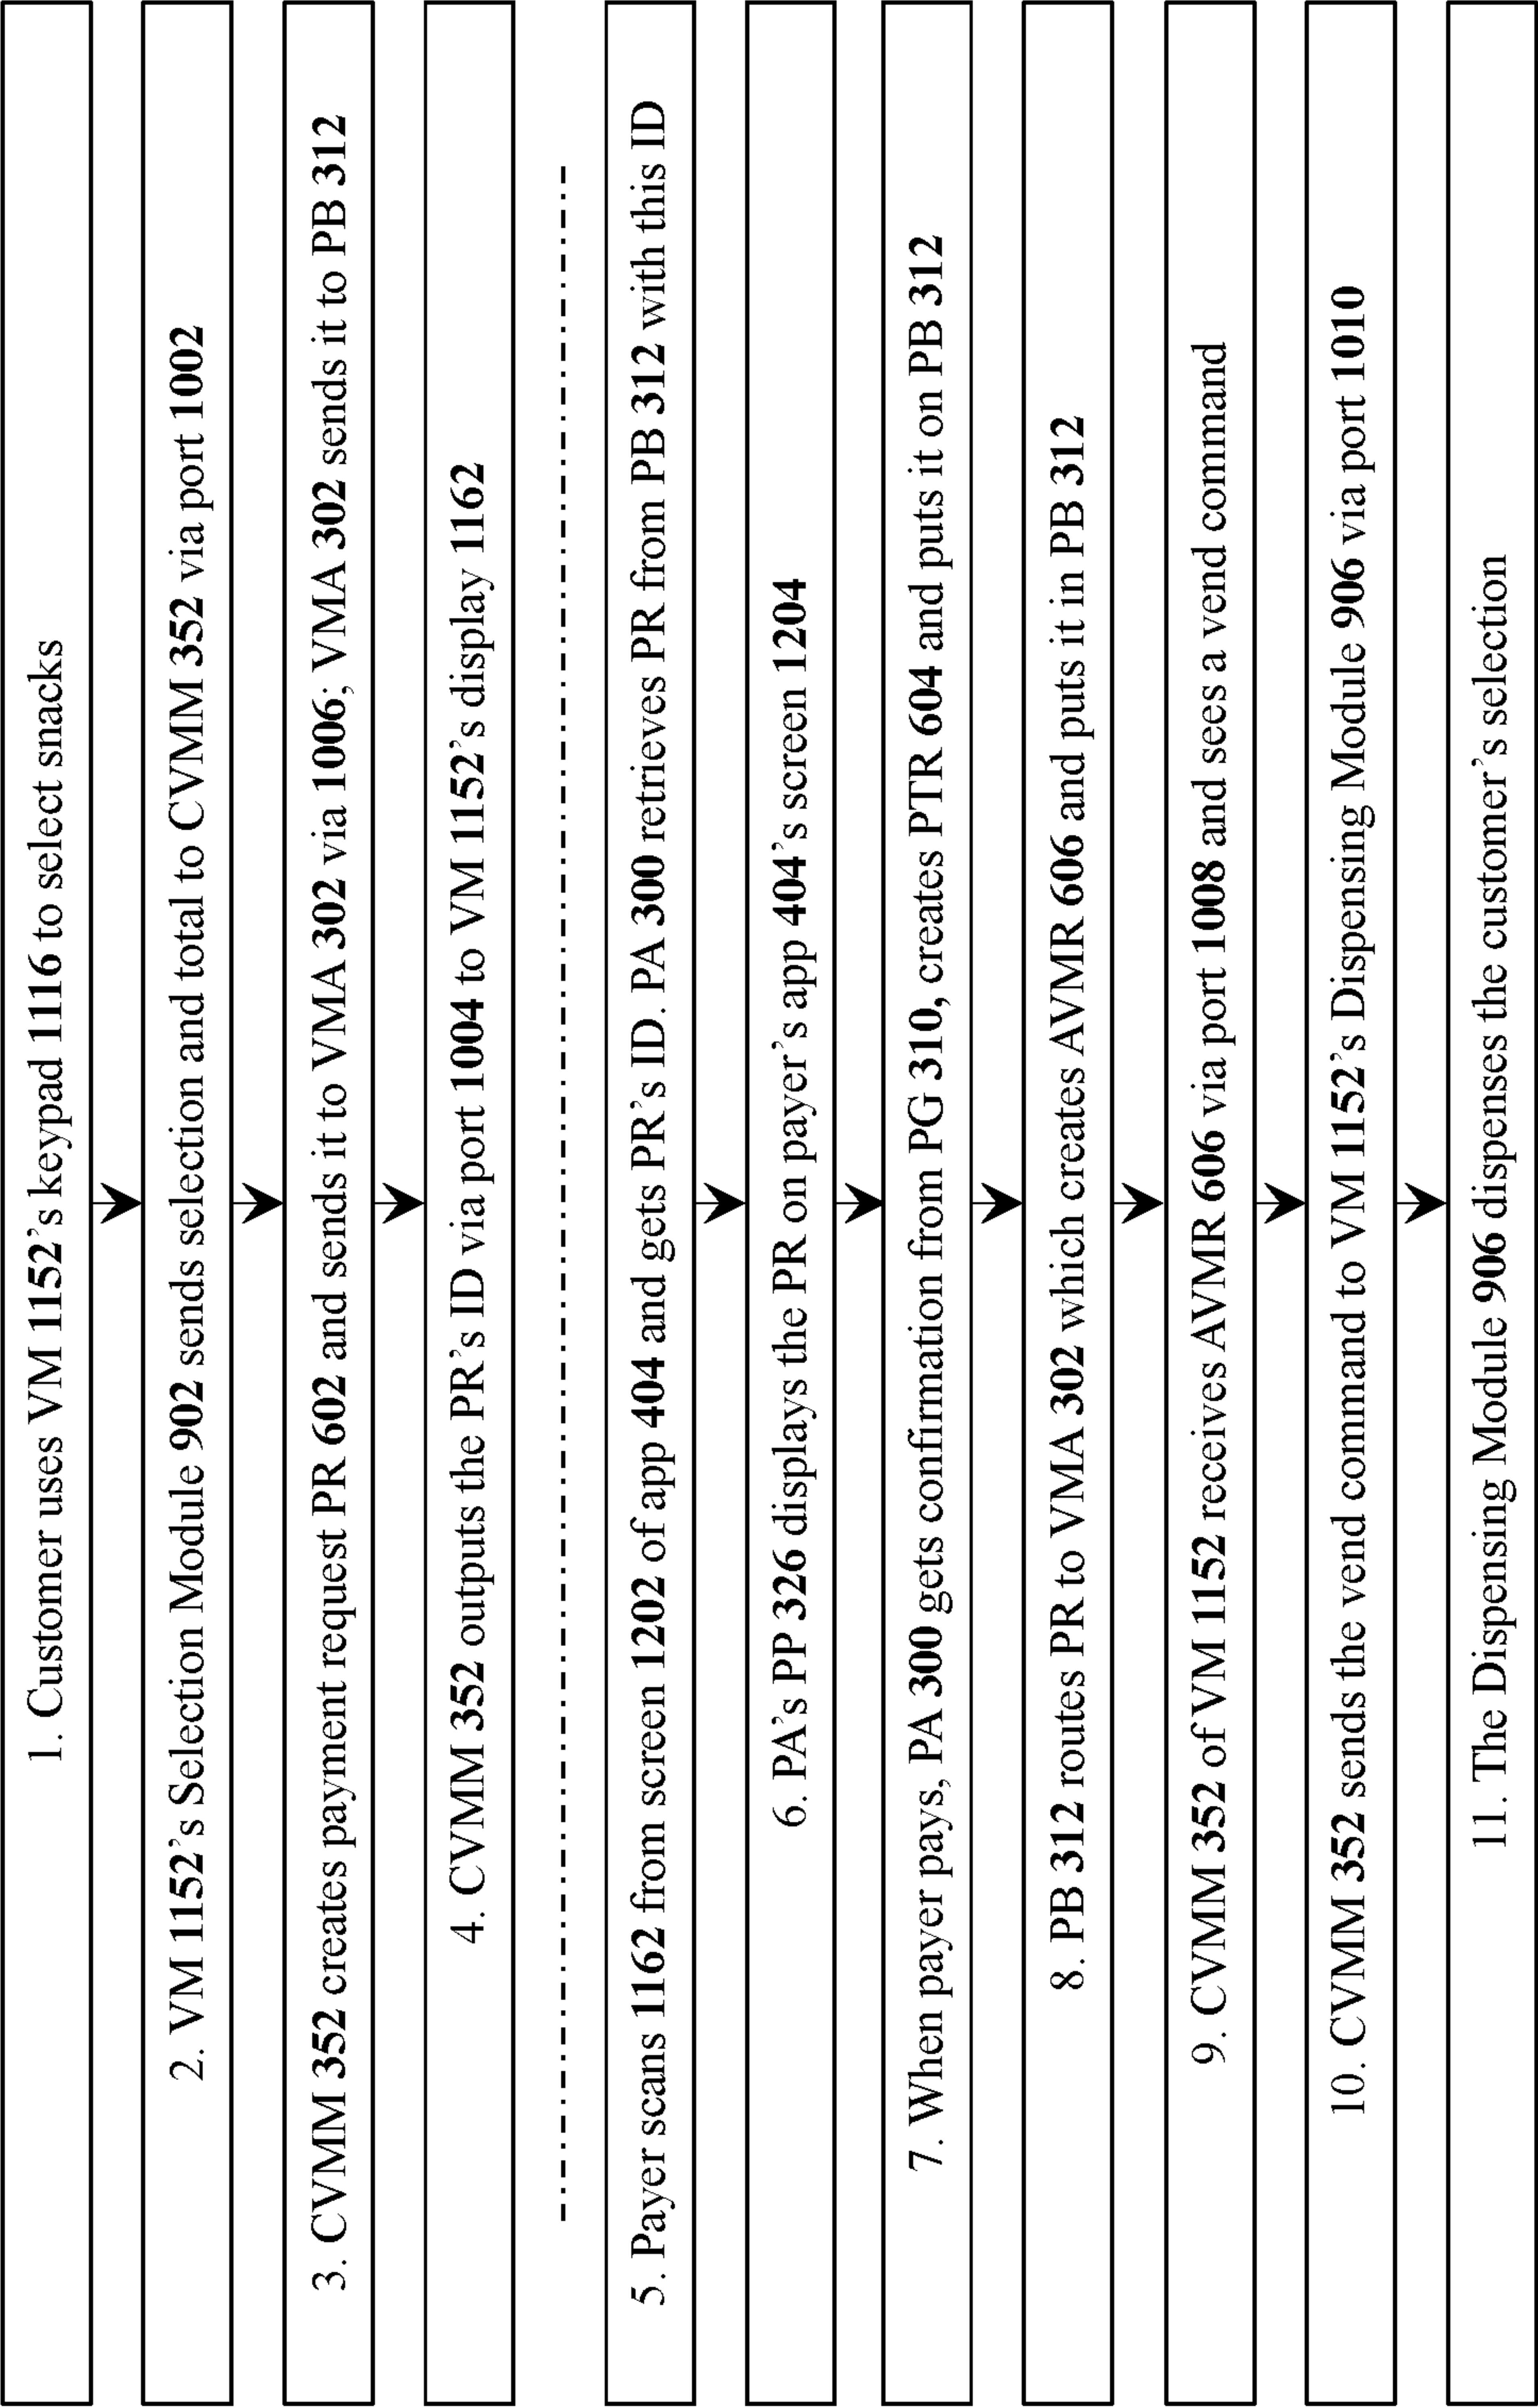 1. Customer uses VM 1152's keypad 1116 to select snacks
2. VM 1152's Selection Module 902 sends selection and total to CVMM 352 via port 1002
3. CVMM 352 creates payment request PR 602 and sends it to VMA 302 via 1006; VMA 302 sends it to PB 312
4. CVMM 352 outputs the PR's ID via port 1004 to VM 1152's display 1162
5. Payer scans 1162 from screen 1202 of app 404 and gets PR's ID. PA 300 retrieves PR from PB 312 with this ID
6. PA's PP 326 displays the PR on payer's app 404's screen 1204
7. When payer pays, PA 300 gets confirmation from PG 310, creates PTR 604 and puts it on PB 312
8. PB 312 routes PR to VMA 302 which creates AVMR 606 and puts it in PB 312
9. CVMM 352 of VM 1152 receives AVMR 606 via port 1008 and sees a vend command
10. CVMM 352 sends the vend command to VM 1152's Dispensing Module 906 via port 1010
11. The Dispensing Module 906 dispenses the customer's selection